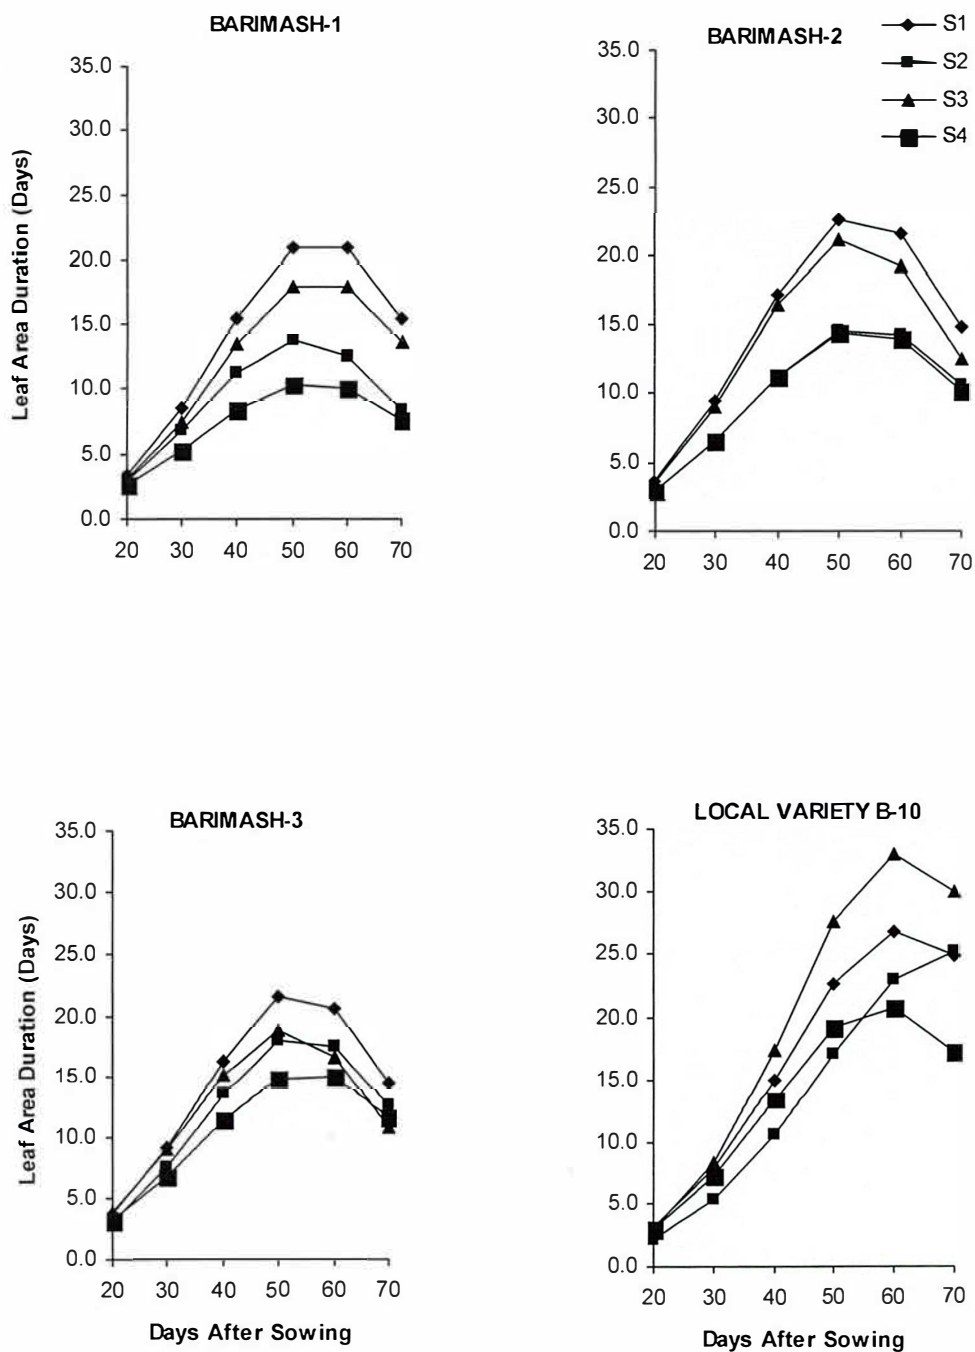 BARIMASH-1
35.0
30.0
25.0
20.0
15.0
10.0
5.0
0.0
20 30 40 50 60 70
Leaf Area Duration (Days)
BARIMASH-2
S1
S2
S3
S4
35.0
30.0
25.0
20.0
15.0
10.0
5.0
0.0
20 30 40 50 60 70
BARIMASH-3
35.0
30.0
25.0
20.0
15.0
10.0
5.0
0.0
20 30 40 50 60 70
Leaf Area Duration (Days)
Days After Sowing
LOCAL VARIETY B-10
35.0
30.0
25.0
20.0
15.0
10.0
5.0
0.0
20 30 40 50 60 70
Days After Sowing